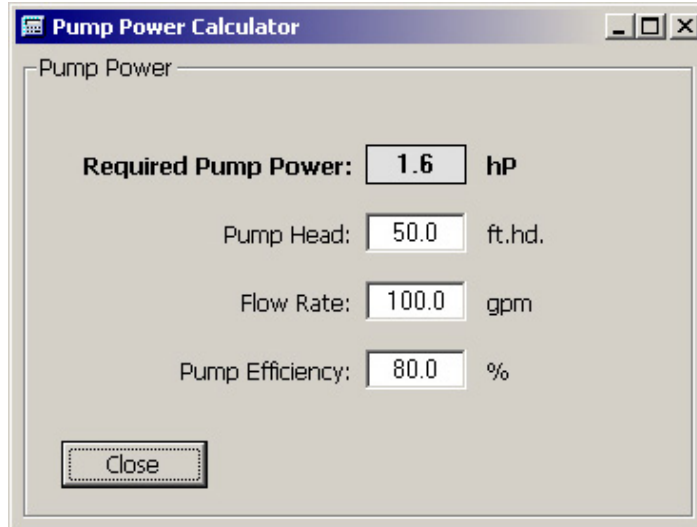 Pump Power Calculator
Pump Power
Required Pump Power: 1.6 hP
Pump Head: 50.0 ft.hd.
Flow Rate: 100.0 gpm
Pump Efficiency: 80.0 %
Close